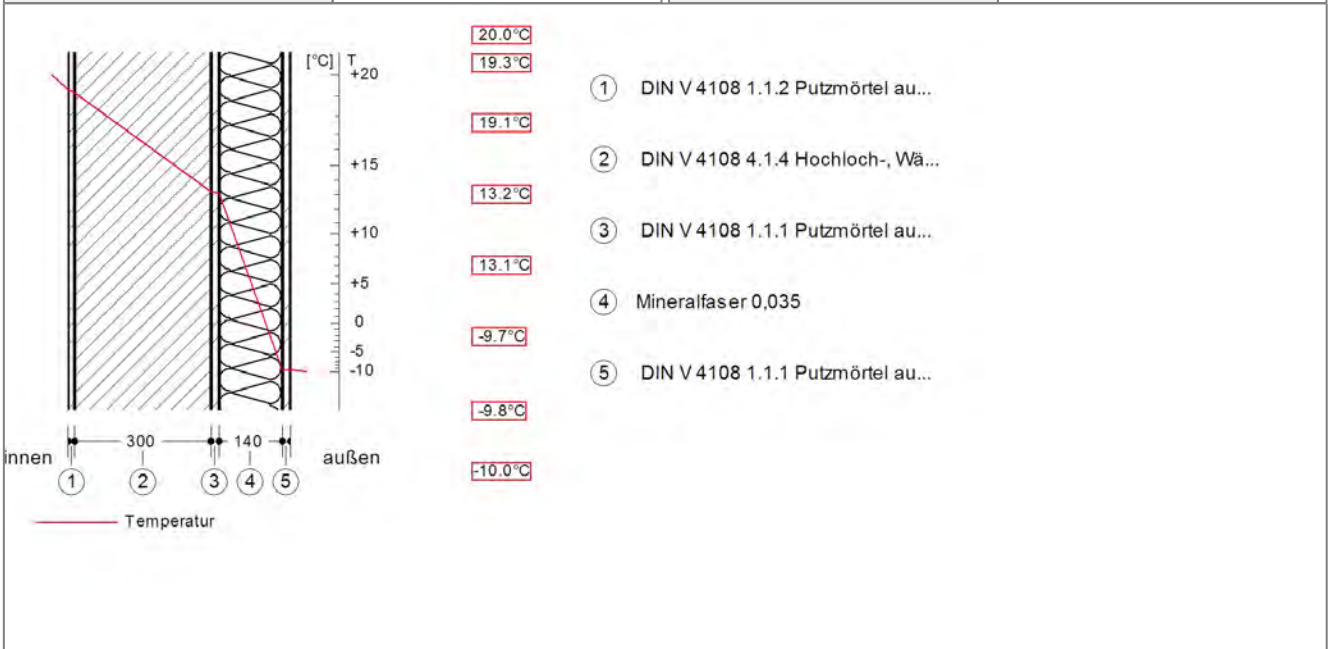 [°C] T
+20
+15
+10
+5
0
-5
-10
300
140
innen
außen
1 2 3 4 5
Temperatur
20.0°C
19.3°C
19.1°C
13.2°C
13.1°C
-9.7°C
-9.8°C
-10.0°C
1 DIN V 4108 1.1.2 Putzmörtel au...
2 DIN V 4108 4.1.4 Hochloch-, Wä...
3 DIN V 4108 1.1.1 Putzmörtel au...
4 Mineralfaser 0,035
5 DIN V 4108 1.1.1 Putzmörtel au...